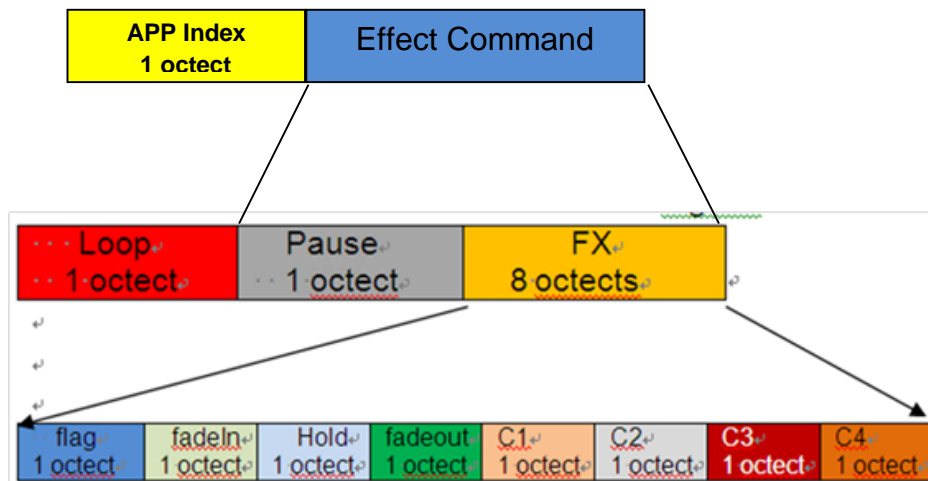 APP Index
1 octect
Effect Command
Loop
1 octect
Pause
1 octect
FX
8 octects
flag
1 octect
fadeIn
1 octect
Hold
1 octect
fadeout
1 octect
C1
1 octect
C2
1 octect
C3
1 octect
C4
1 octect